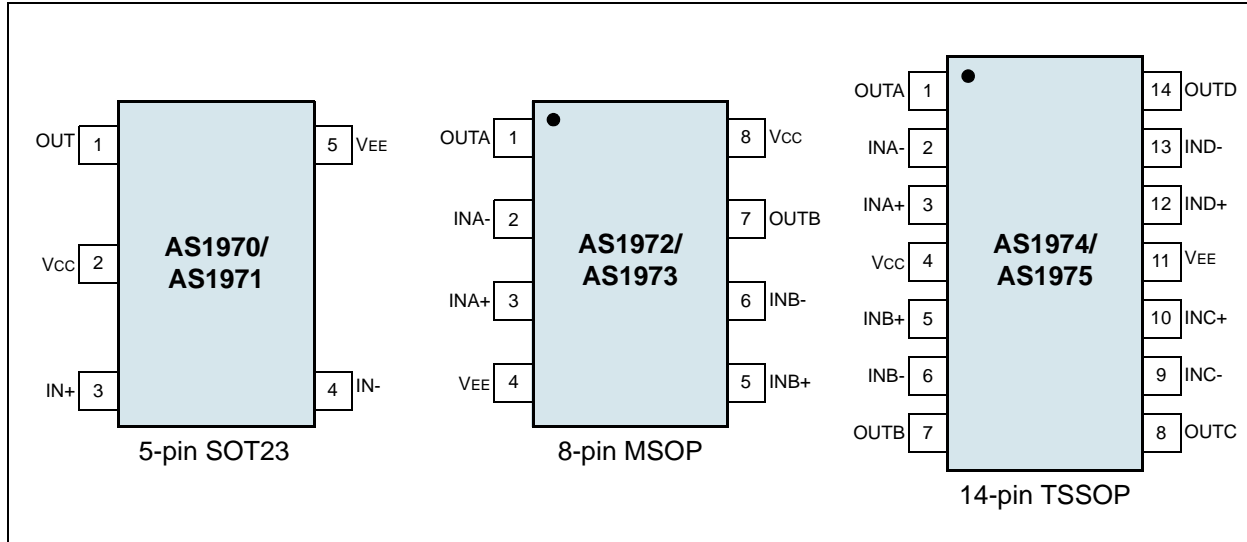 OUT 1
5 VEE
VCC 2
AS1970/
AS1971
IN+ 3
4 IN-
5-pin SOT23
OUTA 1
8 VCC
INA- 2
7 OUTB
AS1972/
AS1973
INA+ 3
6 INB-
VEE 4
5 INB+
8-pin MSOP
OUTA 1
14 OUTD
INA- 2
13 IND-
INA+ 3
12 IND+
AS1974/
AS1975
VCC 4
11 VEE
INB+ 5
10 INC+
INB- 6
9 INC-
OUTB 7
8 OUTC
14-pin TSSOP